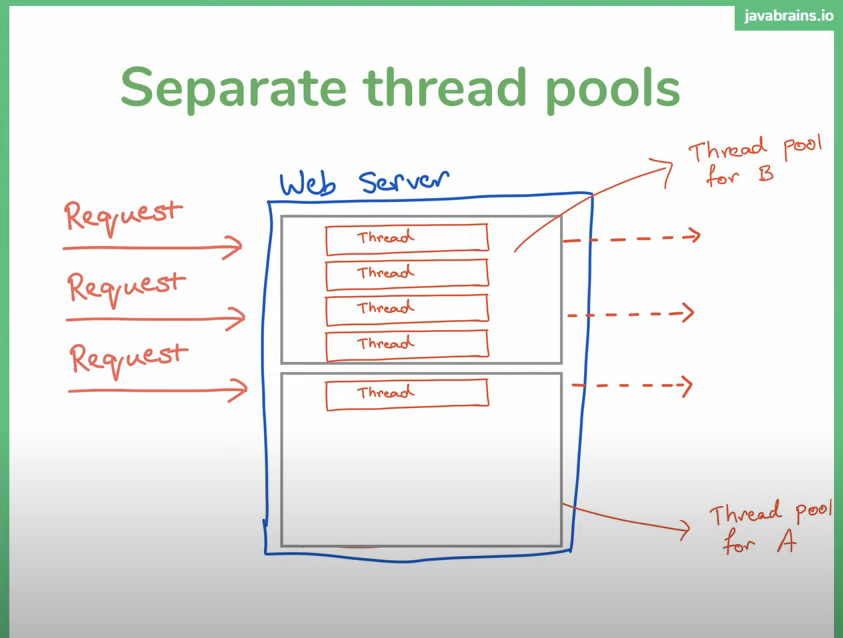 javabrains.io
Separate thread pools
Thread pool
for B
Web Server
Request
Thread
Thread
Request
Thread
Thread
Request
Thread
Thread pool
for A